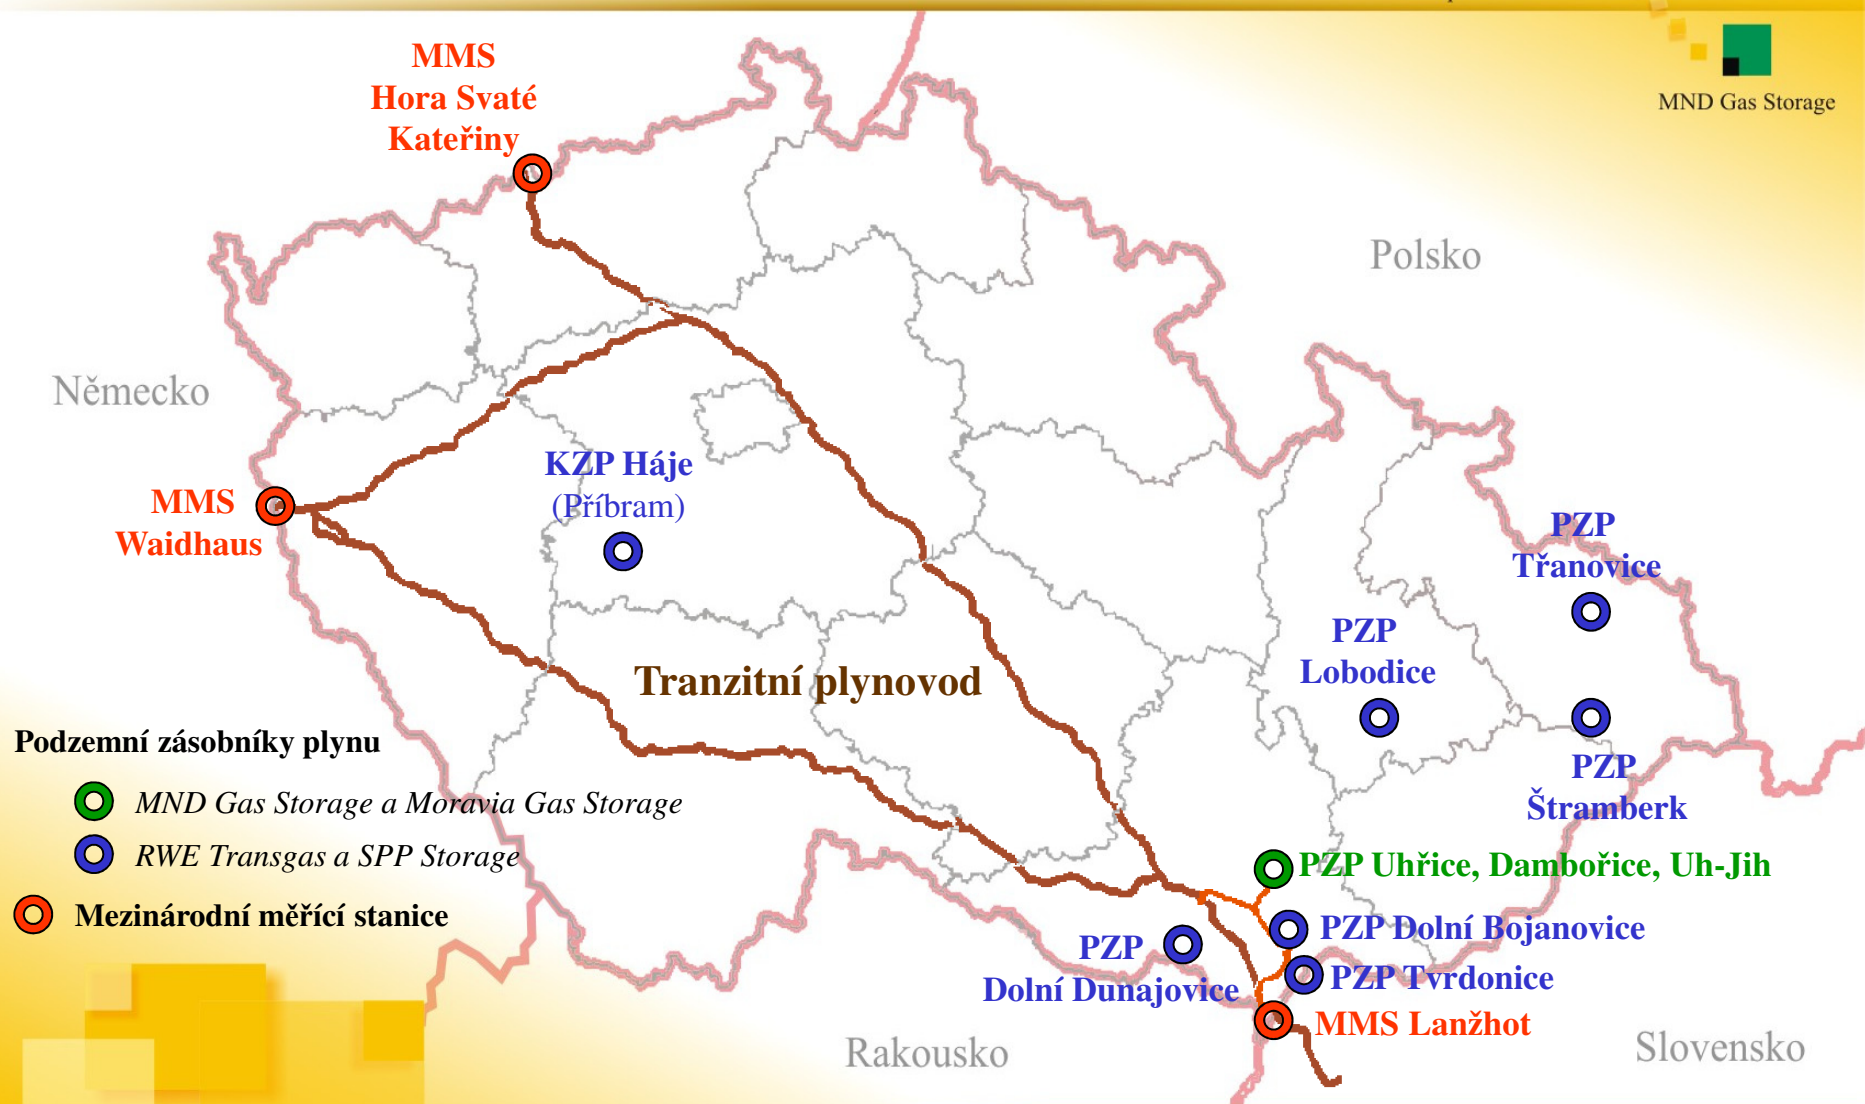 MND Gas Storage
MMS
Hora Svaté
Kateřiny
Polsko
Německo
KZP Háje
(Příbram)
MMS
Waidhaus
PZP
Třanovice
PZP
Lobodice
Tranzitní plynovod
Podzemní zásobníky plynu
MND Gas Storage a Moravia Gas Storage
RWE Transgas a SPP Storage
Mezinárodní měřící stanice
PZP
Štramberk
PZP Uhřice, Dambořice, Uh-Jih
PZP Dolní Bojanovice
PZP
Dolní Dunajovice
PZP Tvrdonice
MMS Lanžhot
Rakousko
Slovensko